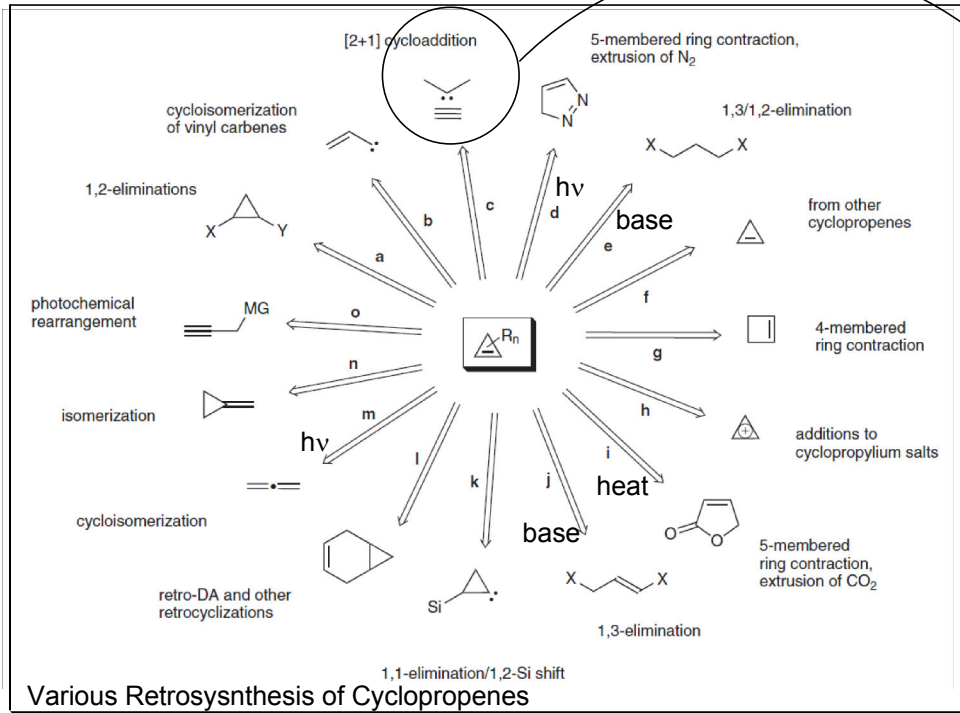 [2+1] cycloaddition
5-membered ring contraction,
extrusion of N2
N
N
cycloisomerization
of vinyl carbenes
1,3/1,2-elimination
X
X
1,2-eliminations
X
Y
hν
base
from other
cyclopropenes
a
b
c
d
e
f
photochemical
rearrangement
MG
o
Rn
g
4-membered
ring contraction
n
isomerization
m
hν
l
k
j
i
h
additions to
cyclopropylium salts
heat
base
cycloisomerization
O
O
5-membered
ring contraction,
extrusion of CO2
retro-DA and other
retrocyclizations
Si
X
X
1,3-elimination
1,1-elimination/1,2-Si shift
Various Retrosysnthesis of Cyclopropenes